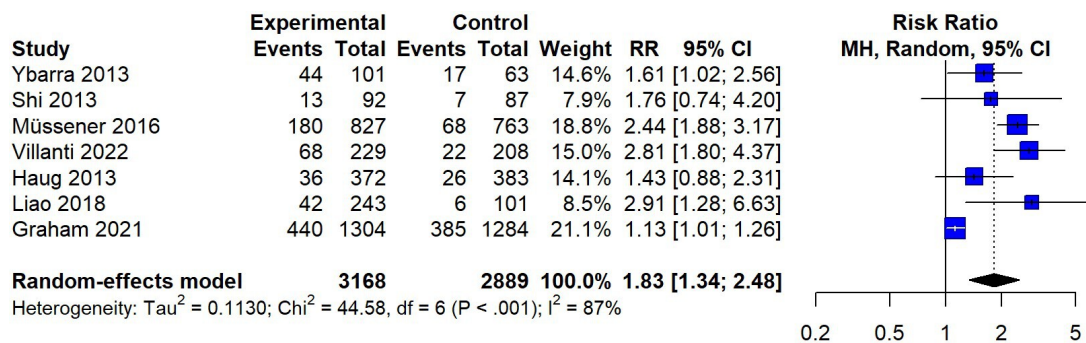 Experimental Control Risk Ratio
Study Events Total Events Total Weight RR 95% CI MH, Random, 95% CI
Ybarra 2013 44 101 17 63 14.6% 1.61 [1.02; 2.56]
Shi 2013 13 92 7 87 7.9% 1.76 [0.74; 4.20]
Müssener 2016 180 827 68 763 18.8% 2.44 [1.88; 3.17]
Villanti 2022 68 229 22 208 15.0% 2.81 [1.80; 4.37]
Haug 2013 36 372 26 383 14.1% 1.43 [0.88; 2.31]
Liao 2018 42 243 6 101 8.5% 2.91 [1.28; 6.63]
Graham 2021 440 1304 385 1284 21.1% 1.13 [1.01; 1.26]
Random-effects model 3168 2889 100.0% 1.83 [1.34; 2.48]
Heterogeneity: Tau² = 0.1130; Chi² = 44.58, df = 6 (P < .001); I² = 87%
0.2 0.5 1 2 5